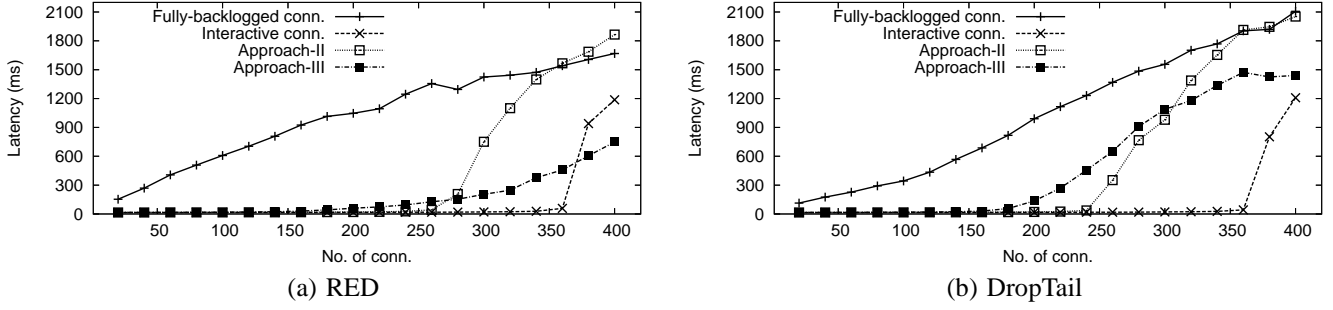 Latency (ms)
2100
1800
1500
1200
900
600
300
0
Fully-backlogged conn.
Interactive conn.
Approach-II
Approach-III
50 100 150 200 250 300 350 400
No. of conn.
(a) RED
Latency (ms)
2100
1800
1500
1200
900
600
300
0
Fully-backlogged conn.
Interactive conn.
Approach-II
Approach-III
50 100 150 200 250 300 350 400
No. of conn.
(b) DropTail